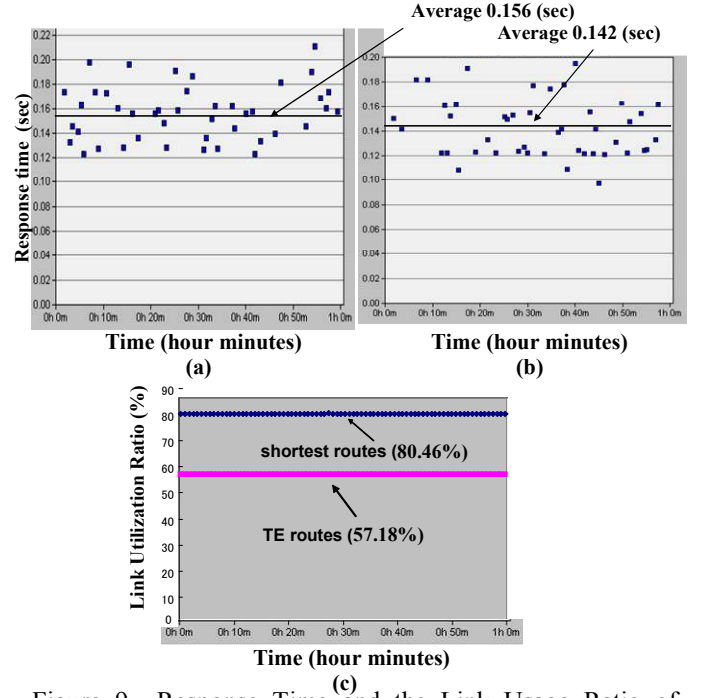 Average 0.156 (sec)
Average 0.142 (sec)
Response time (sec)
0.22
0.20
0.18
0.16
0.14
0.12
0.10
0.08
0.06
0.04
0.02
0.00
0h 0m 0h 10m 0h 20m 0h 30m 0h 40m 0h 50m 1h 0m
Time (hour minutes)
(a)
0.20
0.18
0.16
0.14
0.12
0.10
0.08
0.06
0.04
0.02
0.00
0h 0m 0h 10m 0h 20m 0h 30m 0h 40m 0h 50m 1h 0m
Time (hour minutes)
(b)
Link Utilization Ratio (%)
90
80
70
60
50
40
30
20
10
0
shortest routes (80.46%)
TE routes (57.18%)
0h 0m 0h 10m 0h 20m 0h 30m 0h 40m 0h 50m 1h 0m
Time (hour minutes)
(c)
Figure 9 Response Time and the Link Usage Ratio of